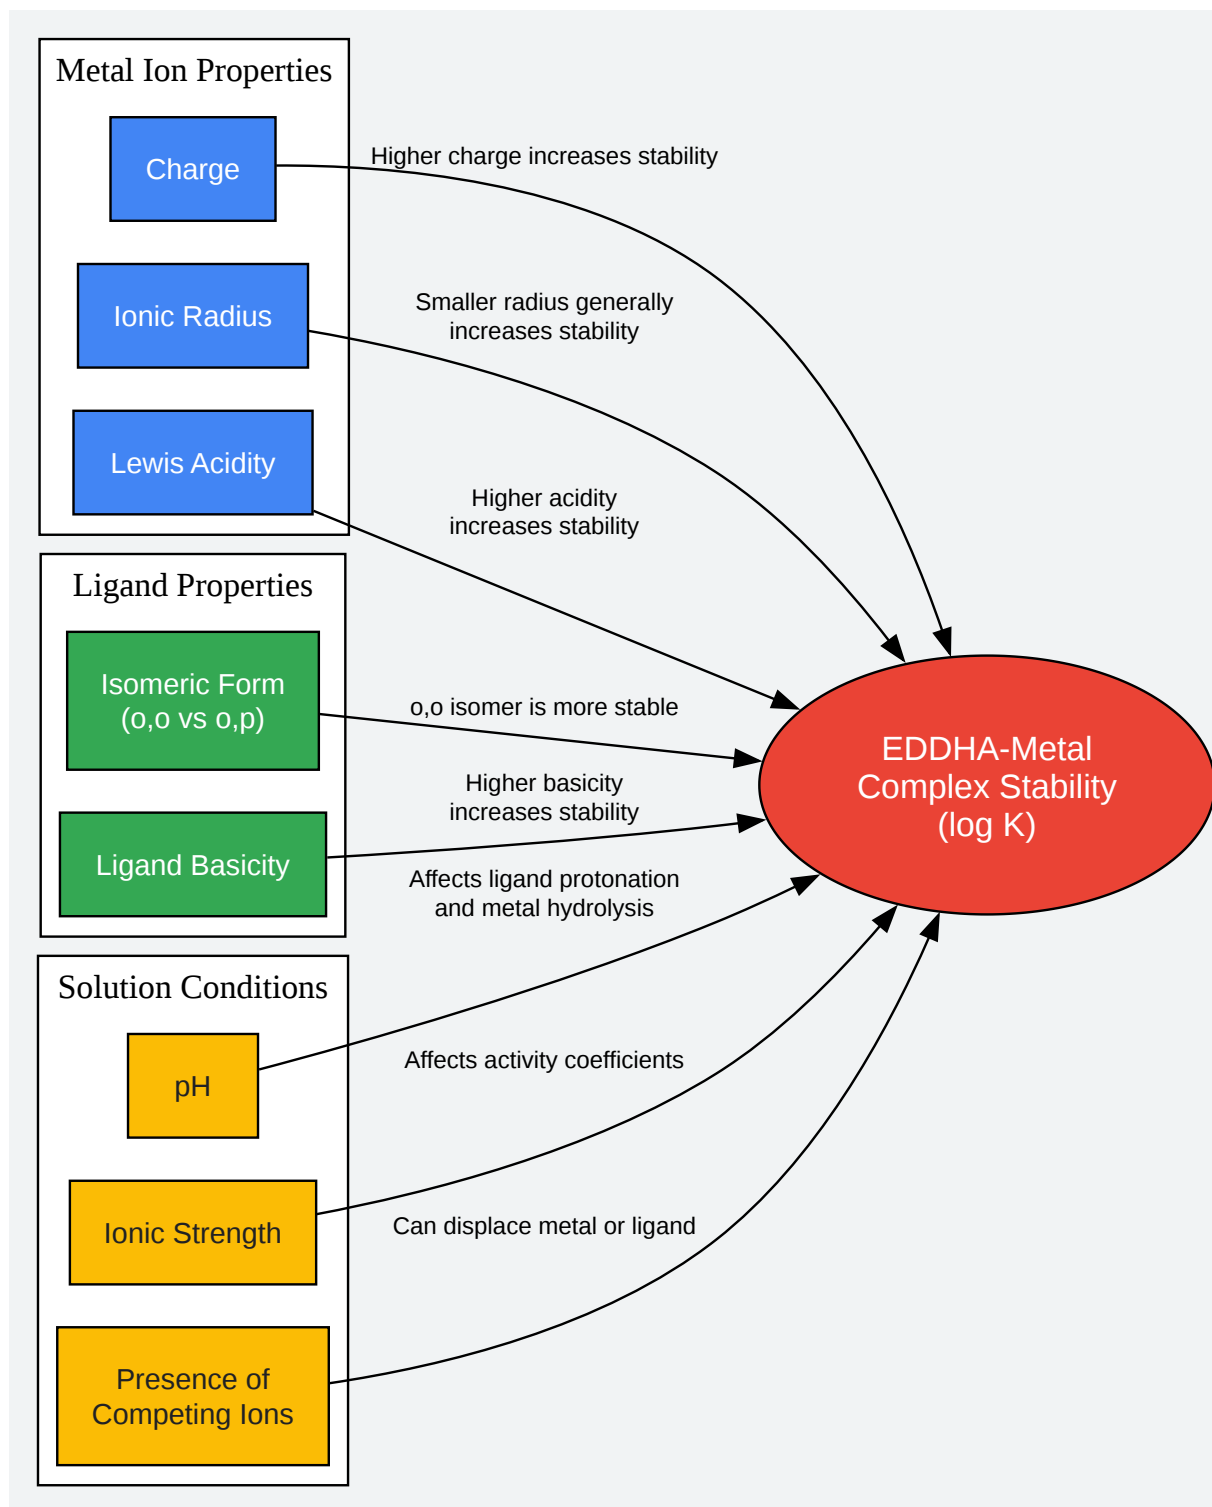 Metal Ion Properties
Charge
Higher charge increases stability
Ionic Radius
Smaller radius generally
increases stability
Lewis Acidity
Higher acidity
increases stability
Ligand Properties
Isomeric Form
(o,o vs o,p)
o,o isomer is more stable
Ligand Basicity
Higher basicity
increases stability
EDDHA-Metal
Complex Stability
(log K)
Solution Conditions
pH
Affects ligand protonation
and metal hydrolysis
Ionic Strength
Affects activity coefficients
Presence of
Competing Ions
Can displace metal or ligand